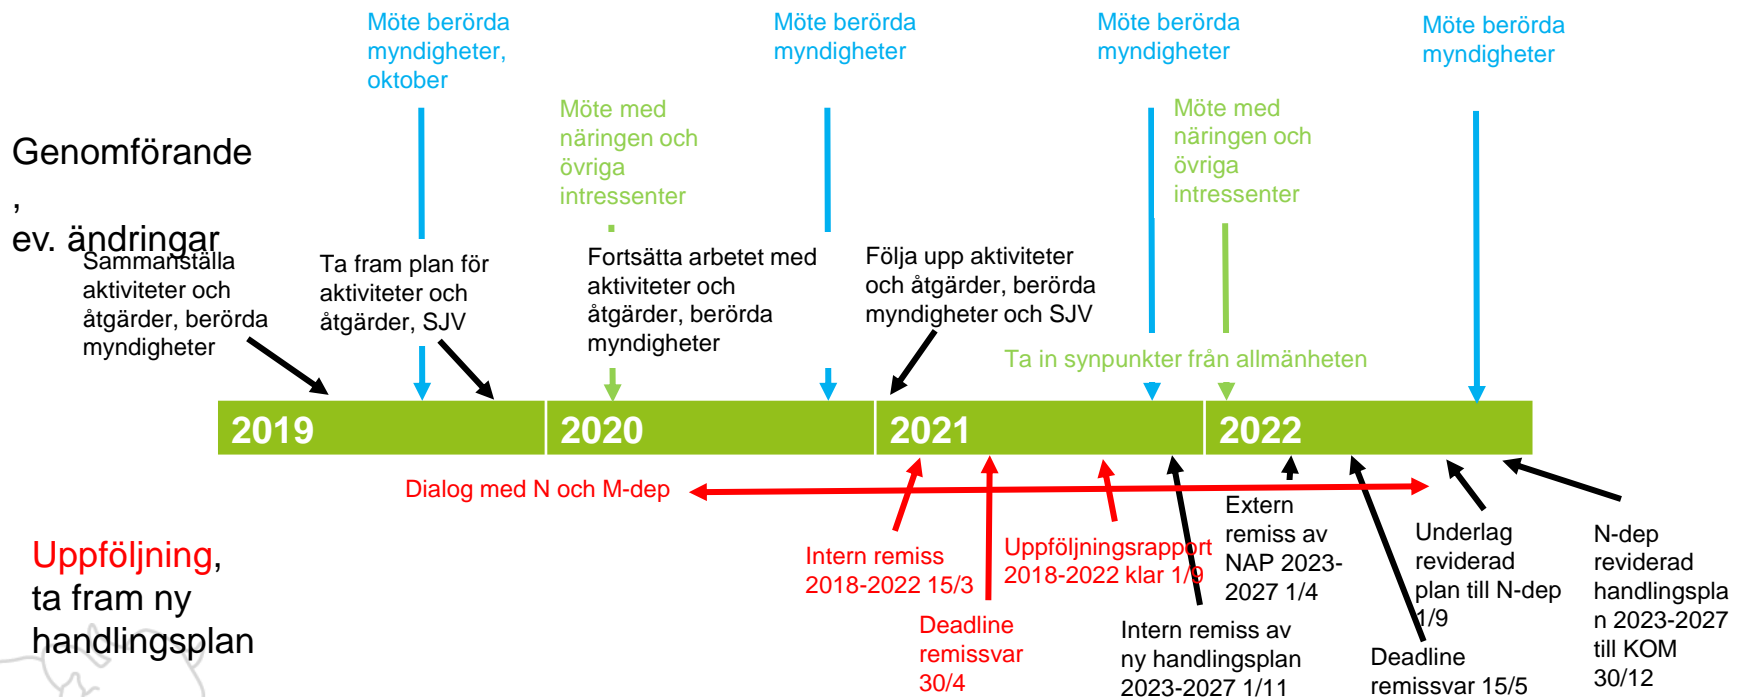 Möte berörda
myndigheter,
oktober
Möte berörda
myndigheter
Möte berörda
myndigheter
Möte berörda
myndigheter
Möte med
näringen och
övriga
intressenter
Möte med
näringen och
övriga
intressenter
Genomförande
,
ev. ändringar
Sammanställa
aktiviteter och
åtgärder, berörda
myndigheter
Ta fram plan för
aktiviteter och
åtgärder, SJV
Fortsätta arbetet med
aktiviteter och
åtgärder, berörda
myndigheter
Följa upp aktiviteter
och åtgärder, berörda
myndigheter och SJV
Ta in synpunkter från allmänheten
2019
2020
2021
2022
Dialog med N och M-dep
Uppföljning,
ta fram ny
handlingsplan
Intern remiss
2018-2022 15/3
Deadline
remissvar
30/4
Uppföljningsrapport
2018-2022 klar 1/9
Intern remiss av
ny handlingsplan
2023-2027 1/11
Extern
remiss av
NAP 2023-
2027 1/4
Deadline
remissvar 15/5
Underlag
reviderad
plan till N-dep
1/9
N-dep
reviderad
handlingspla
n 2023-2027
till KOM
30/12